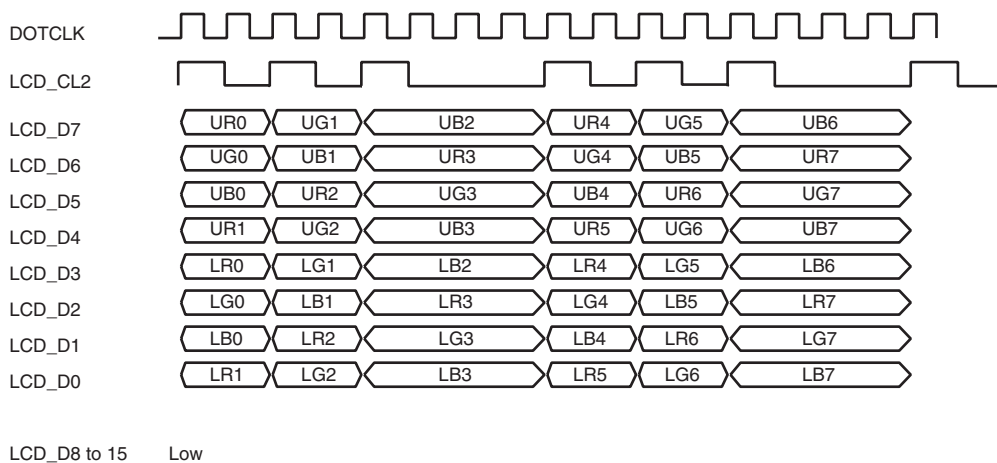 DOTCLK
LCD_CL2
LCD_D7 UR0 UG1 UB2 UR4 UG5 UB6
LCD_D6 UG0 UB1 UR3 UG4 UB5 UR7
LCD_D5 UB0 UR2 UG3 UB4 UR6 UG7
LCD_D4 UR1 UG2 UB3 UR5 UG6 UB7
LCD_D3 LR0 LG1 LB2 LR4 LG5 LB6
LCD_D2 LG0 LB1 LR3 LG4 LB5 LR7
LCD_D1 LB0 LR2 LG3 LB4 LR6 LG7
LCD_D0 LR1 LG2 LB3 LR5 LG6 LB7
LCD_D8 to 15 Low